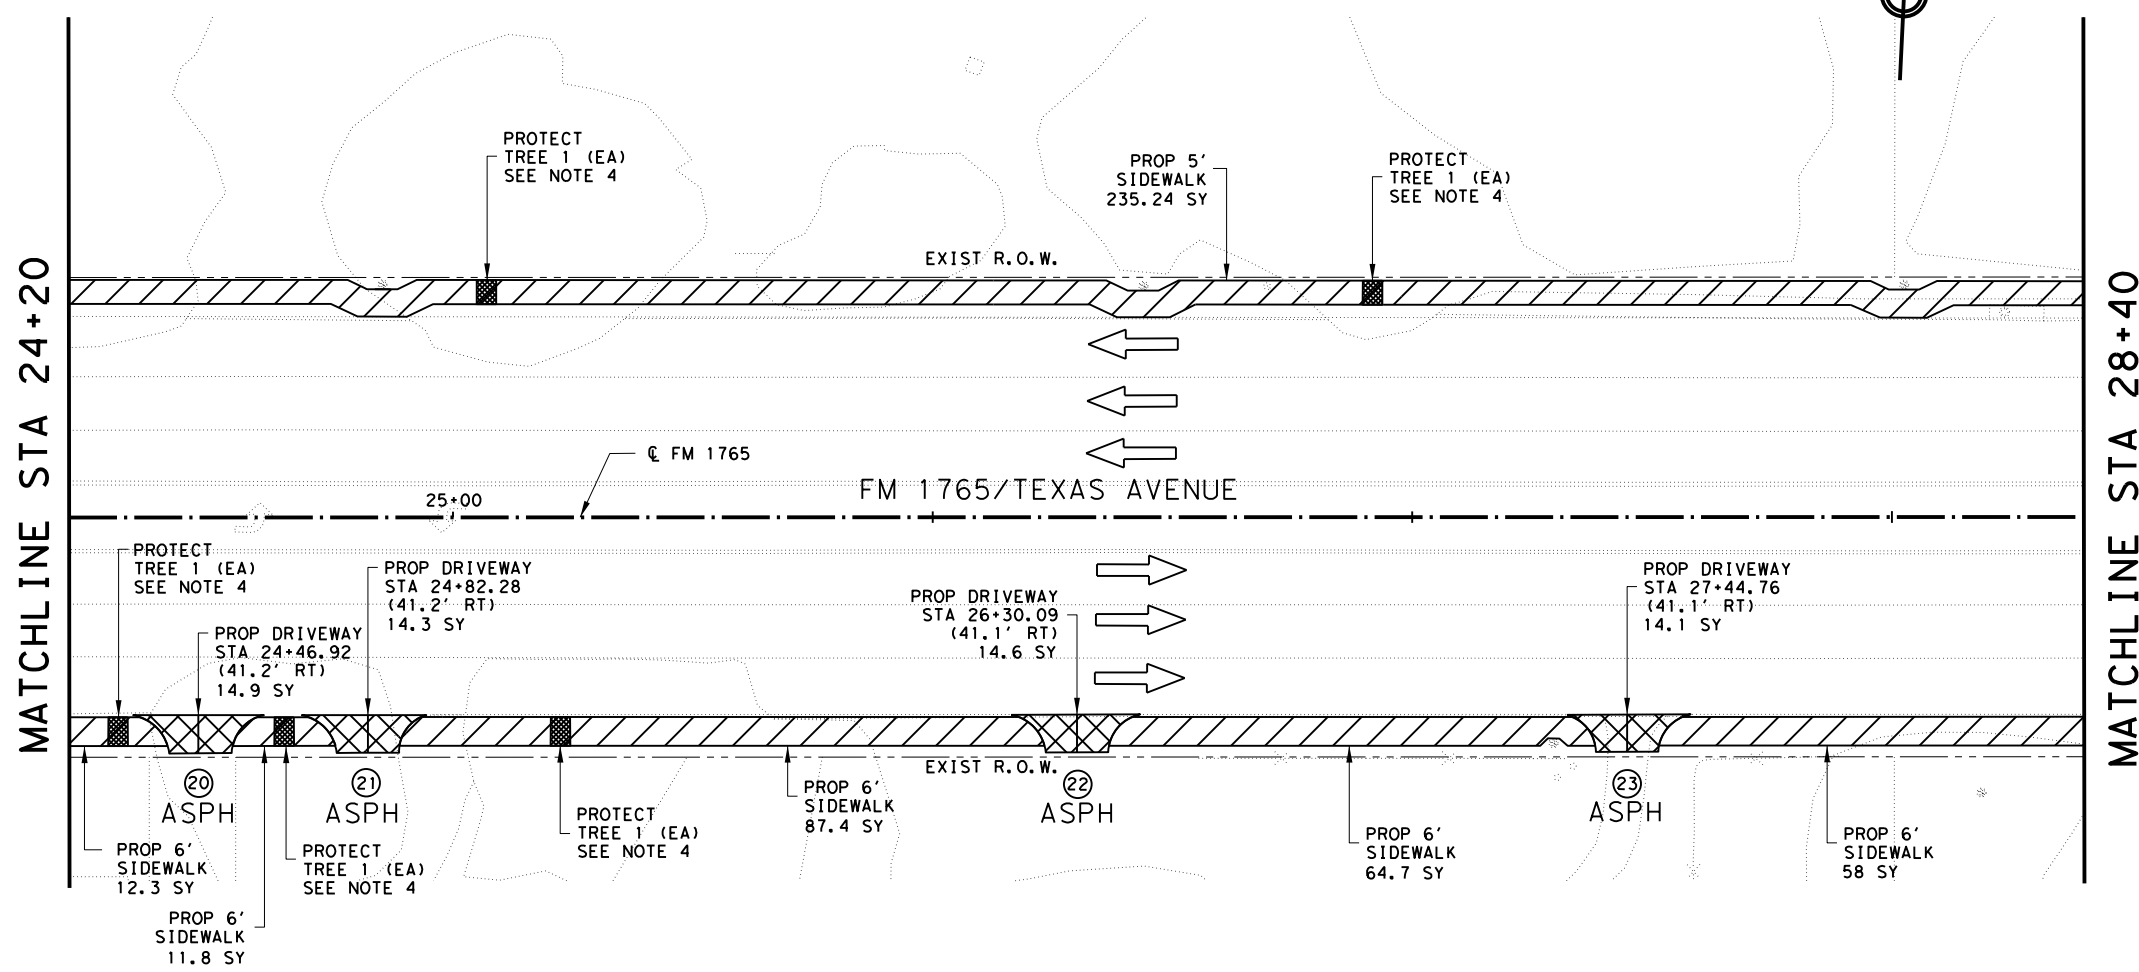 PROTECT
TREE 1 (EA)
SEE NOTE 4
PROP 5'
SIDEWALK
235.24 SY
PROTECT
TREE 1 (EA)
SEE NOTE 4
EXIST R.O.W.
MATCHLINE STA 24+20
MATCHLINE STA 28+40
℄ FM 1765
FM 1765/TEXAS AVENUE
25+00
PROTECT
TREE 1 (EA)
SEE NOTE 4
PROP DRIVEWAY
STA 24+82.28
(41.2' RT)
14.3 SY
PROP DRIVEWAY
STA 24+46.92
(41.2' RT)
14.9 SY
PROP DRIVEWAY
STA 26+30.09
(41.1' RT)
14.6 SY
PROP DRIVEWAY
STA 27+44.76
(41.1' RT)
14.1 SY
EXIST R.O.W.
20
ASPH
21
ASPH
22
ASPH
23
ASPH
PROP 6'
SIDEWALK
12.3 SY
PROP 6'
SIDEWALK
11.8 SY
PROTECT
TREE 1 (EA)
SEE NOTE 4
PROTECT
TREE 1 (EA)
SEE NOTE 4
PROP 6'
SIDEWALK
87.4 SY
PROP 6'
SIDEWALK
64.7 SY
PROP 6'
SIDEWALK
58 SY